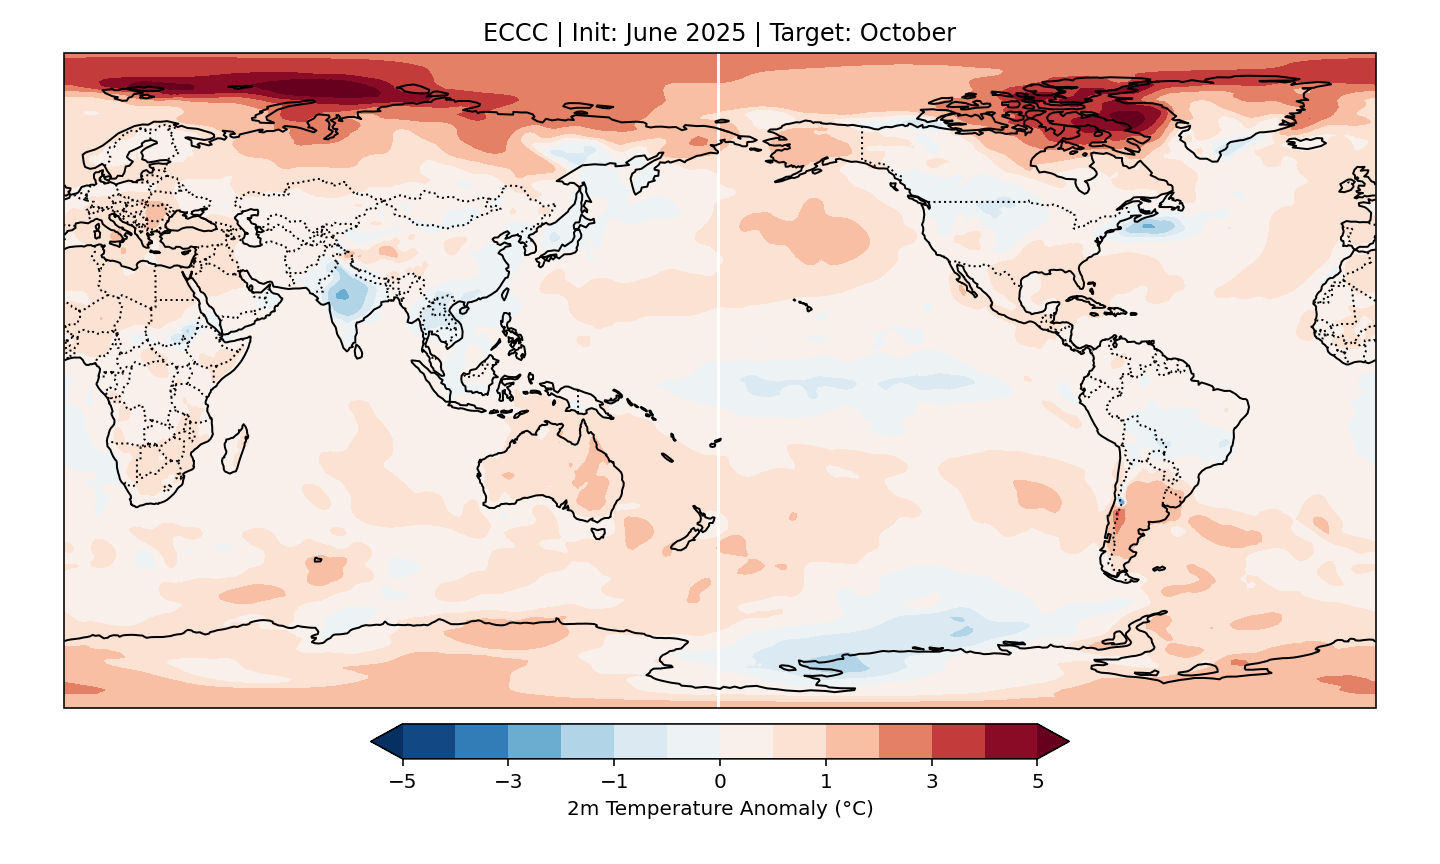 ECCC | Init: June 2025 | Target: October
−5 −3 −1 0 1 3 5
2m Temperature Anomaly (°C)